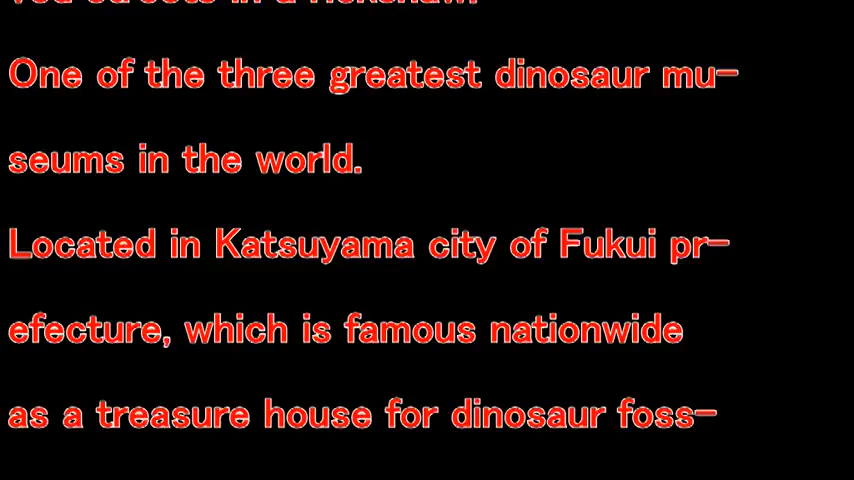 One of the three greatest dinosaur mu-
seums in the world.
Located in Katsuyama city of Fukui pr-
efecture, which is famous nationwide
as a treasure house for dinosaur foss-